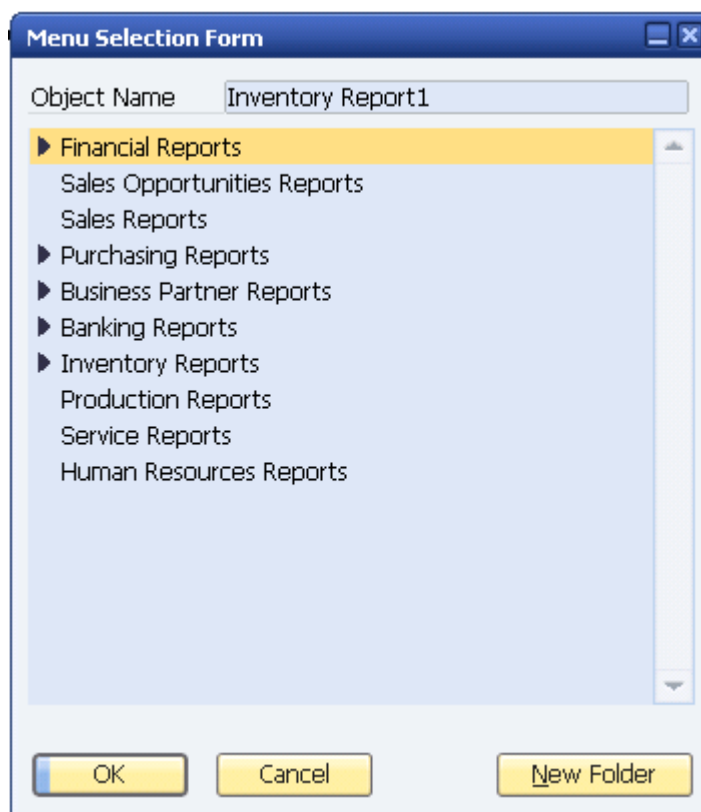 Menu Selection Form
Object Name Inventory Report1
Financial Reports
Sales Opportunities Reports
Sales Reports
Purchasing Reports
Business Partner Reports
Banking Reports
Inventory Reports
Production Reports
Service Reports
Human Resources Reports
OK Cancel New Folder